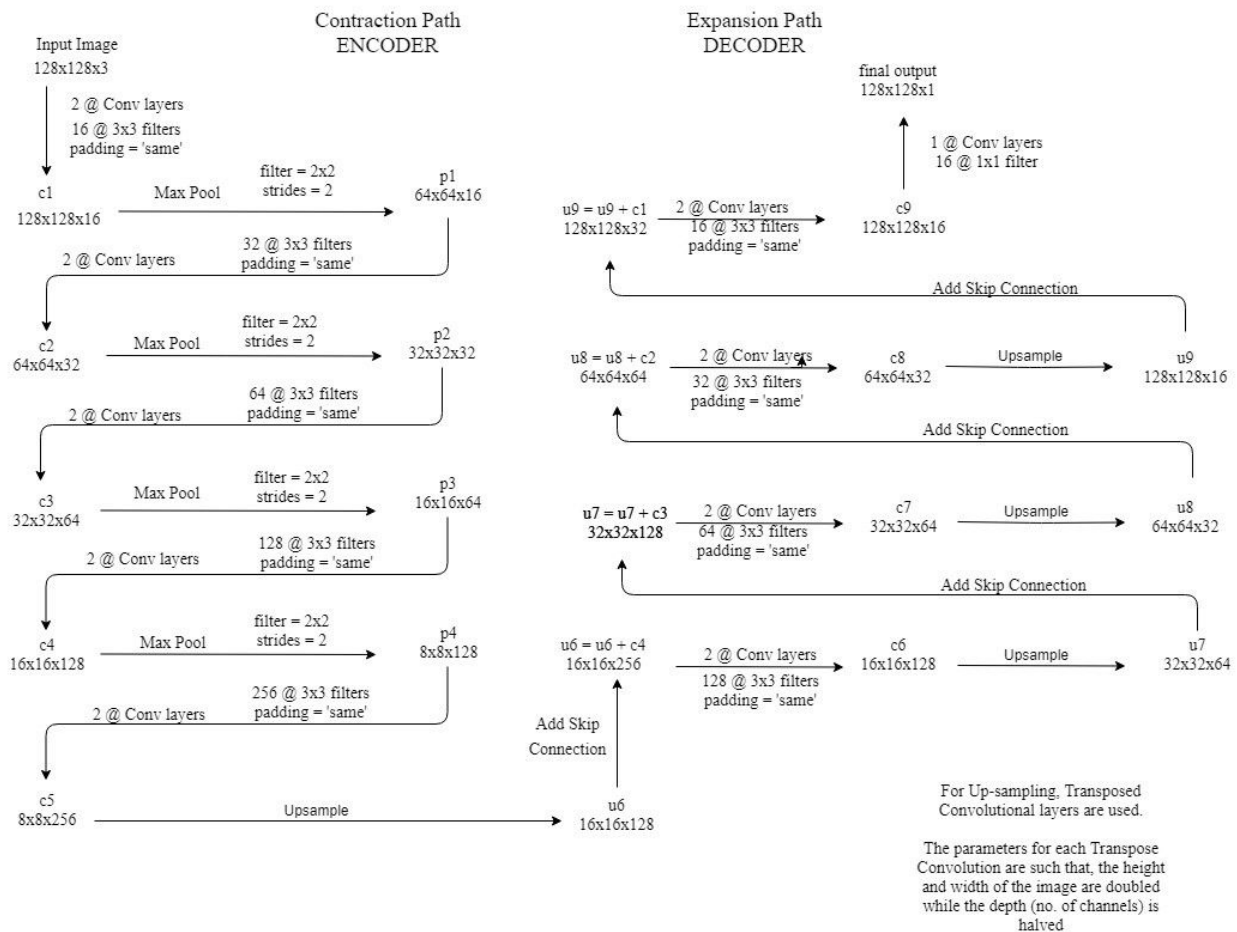 Contraction Path
ENCODER
Input Image
128x128x3
2 @ Conv layers
16 @ 3x3 filters
padding = 'same'
c1
128x128x16
Max Pool
filter = 2x2
strides = 2
p1
64x64x16
2 @ Conv layers
32 @ 3x3 filters
padding = 'same'
c2
64x64x32
Max Pool
filter = 2x2
strides = 2
p2
32x32x32
2 @ Conv layers
64 @ 3x3 filters
padding = 'same'
c3
32x32x64
Max Pool
filter = 2x2
strides = 2
p3
16x16x64
2 @ Conv layers
128 @ 3x3 filters
padding = 'same'
c4
16x16x128
Max Pool
filter = 2x2
strides = 2
p4
8x8x128
2 @ Conv layers
256 @ 3x3 filters
padding = 'same'
c5
8x8x256
Upsample
u6
16x16x128
Add Skip
Connection
Expansion Path
DECODER
final output
128x128x1
1 @ Conv layers
16 @ 1x1 filter
u9 = u9 + c1
128x128x32
2 @ Conv layers
16 @ 3x3 filters
padding = 'same'
c9
128x128x16
Add Skip Connection
u8 = u8 + c2
64x64x64
2 @ Conv layers
32 @ 3x3 filters
padding = 'same'
c8
64x64x32
Upsample
u9
128x128x16
Add Skip Connection
u7 = u7 + c3
32x32x128
2 @ Conv layers
64 @ 3x3 filters
padding = 'same'
c7
32x32x64
Upsample
u8
64x64x32
Add Skip Connection
u6 = u6 + c4
16x16x256
2 @ Conv layers
128 @ 3x3 filters
padding = 'same'
c6
16x16x128
Upsample
u7
32x32x64
For Up-sampling, Transposed
Convolutional layers are used.
The parameters for each Transpose
Convolution are such that, the height
and width of the image are doubled
while the depth (no. of channels) is
halved